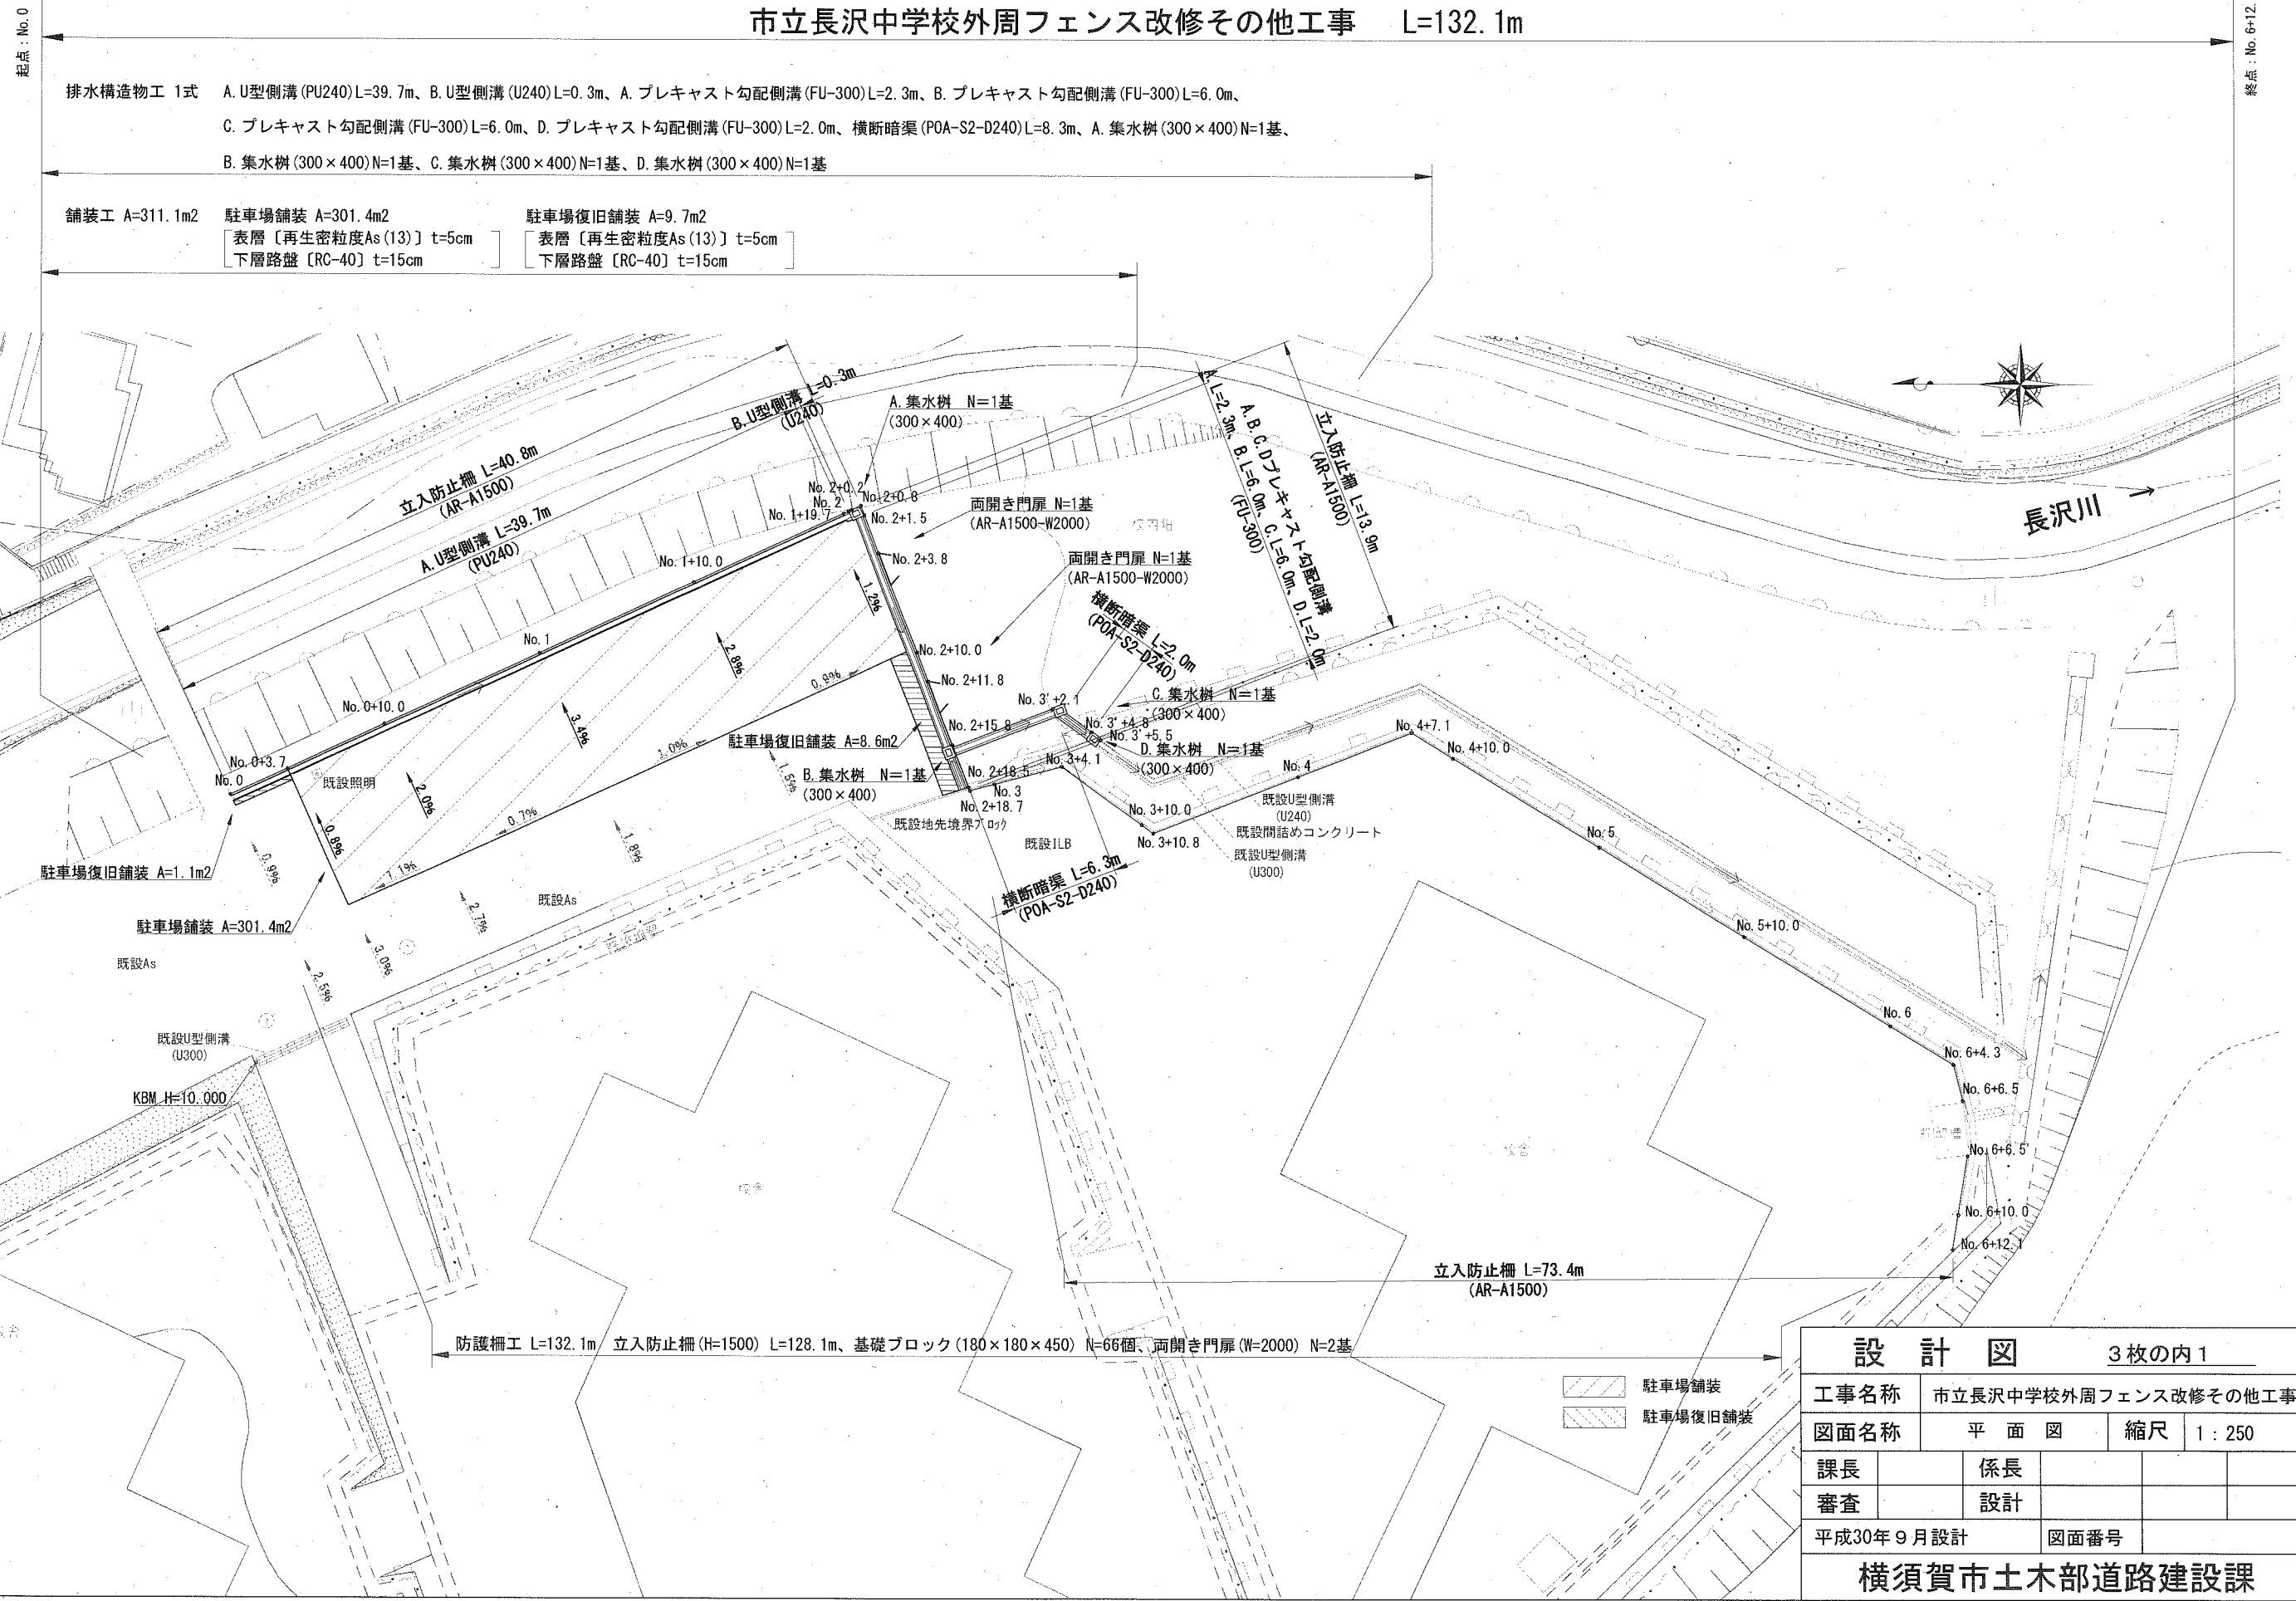 市立長沢中学校外周フェンス改修その他工事　L=132.1m
起点：No.0
終点：No.6+12.
排水構造物工 1式　A.U型側溝(PU240)L=39.7m、B.U型側溝(U240)L=0.3m、A.プレキャスト勾配側溝(FU-300)L=2.3m、B.プレキャスト勾配側溝(FU-300)L=6.0m、
C.プレキャスト勾配側溝(FU-300)L=6.0m、D.プレキャスト勾配側溝(FU-300)L=2.0m、横断暗渠(POA-S2-D240)L=8.3m、A.集水桝(300×400)N=1基、
B.集水桝(300×400)N=1基、C.集水桝(300×400)N=1基、D.集水桝(300×400)N=1基
舗装工 A=311.1m2　駐車場舗装 A=301.4m2　駐車場復旧舗装 A=9.7m2
表層〔再生密粒度As(13)〕t=5cm　表層〔再生密粒度As(13)〕t=5cm
下層路盤〔RC-40〕t=15cm　下層路盤〔RC-40〕t=15cm
立入防止柵 L=40.8m
(AR-A1500)
A.U型側溝 L=39.7m
(PU240)
B.U型側溝 L=0.3m
(U240)
A.集水桝　N=1基
(300×400)
A.L=2.3m、B.L=6.0m、C.L=6.0m、D.L=2.0m
A.B.C.Dプレキャスト勾配側溝
(FU-300)
立入防止柵 L=13.9m
(AR-A1500)
長沢川
両開き門扉 N=1基
(AR-A1500-W2000)
両開き門扉 N=1基
(AR-A1500-W2000)
横断暗渠 L=2.0m
(POA-S2-D240)
C.集水桝　N=1基
(300×400)
D.集水桝　N=1基
(300×400)
B.集水桝　N=1基
(300×400)
駐車場復旧舗装 A=8.6m2
駐車場復旧舗装 A=1.1m2
駐車場舗装 A=301.4m2
横断暗渠 L=6.3m
(POA-S2-D240)
No.0
No.0+3.7
No.0+10.0
No.1
No.1+10.0
No.1+19.7
No.2
No.2+0.2
No.2+0.8
No.2+1.5
No.2+3.8
No.2+10.0
No.2+11.8
No.2+15.8
No.2+18.5
No.2+18.7
No.3
No.3'+2.1
No.3'+4.8
No.3'+5.5
No.3+4.1
No.3+10.0
No.3+10.8
No.4
No.4+7.1
No.4+10.0
No.5
No.5+10.0
No.6
No.6+4.3
No.6+6.5
No.6+6.5'
No.6+10.0
No.6+12.1
1.2%
2.8%
3.4%
2.0%
0.8%
0.9%
1.0%
0.7%
1.1%
1.5%
1.8%
2.7%
3.0%
2.5%
0.9%
既設照明
既設As
既設As
既設地先境界ブロック
既設ILB
既設U型側溝
(U240)
既設間詰めコンクリート
既設U型側溝
(U300)
既設U型側溝
(U300)
KBM H=10.000
校舎
校舎
立入防止柵 L=73.4m
(AR-A1500)
防護柵工 L=132.1m　立入防止柵(H=1500) L=128.1m、基礎ブロック(180×180×450) N=66個、両開き門扉(W=2000) N=2基
駐車場舗装
駐車場復旧舗装
設計図　3枚の内1
工事名称　市立長沢中学校外周フェンス改修その他工事
図面名称　平面図　縮尺　1：250
課長　係長
審査　設計
平成30年9月設計　図面番号
横須賀市土木部道路建設課